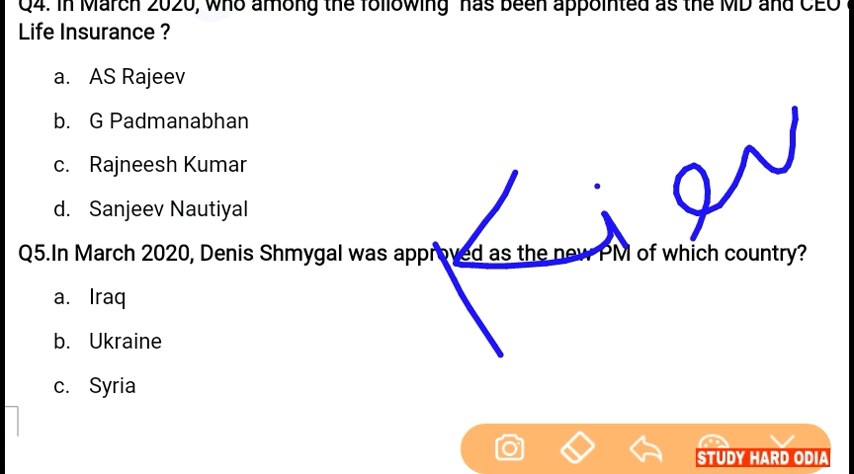 Q4. In March 2020, who among the following has been appointed as the MD and CEO
Life Insurance ?
a. AS Rajeev
b. G Padmanabhan
c. Rajneesh Kumar
d. Sanjeev Nautiyal
Q5.In March 2020, Denis Shmygal was approved as the new PM of which country?
a. Iraq
b. Ukraine
c. Syria
Kiev
STUDY HARD ODIA